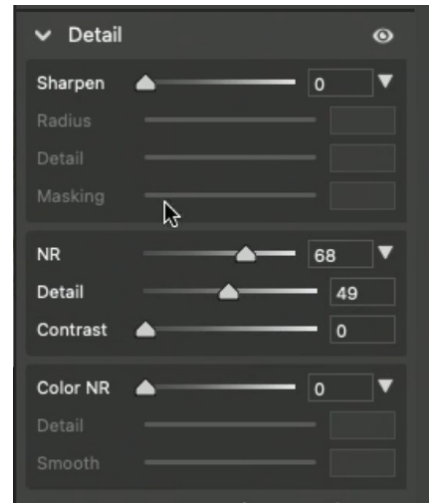 Detail
Sharpen 0
Radius
Detail
Masking
NR 68
Detail 49
Contrast 0
Color NR 0
Detail
Smooth